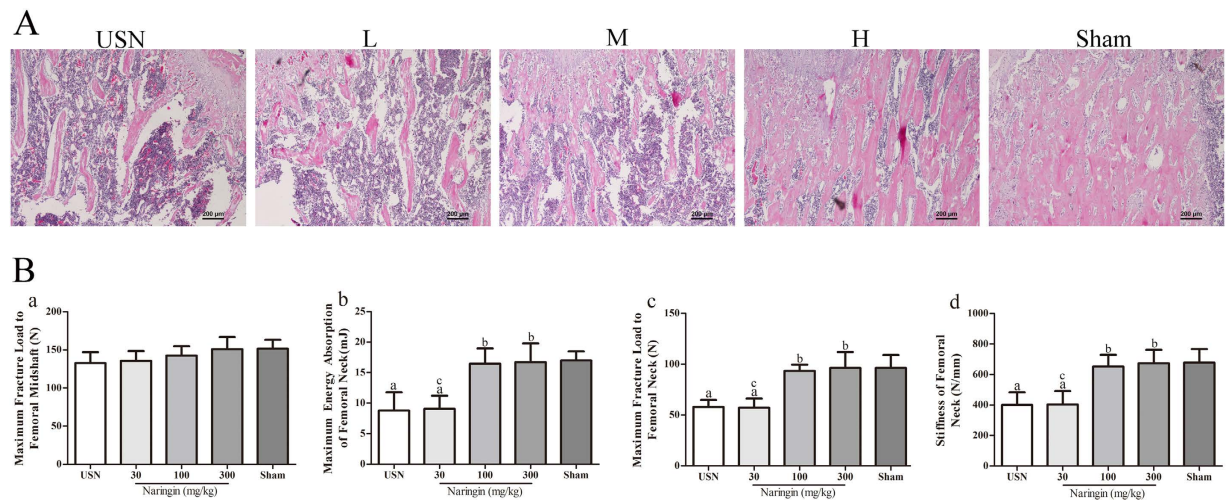 A
USN L M H Sham
200 µm 200 µm 200 µm 200 µm 200 µm
B
a
Maximum Fracture Load to
Femoral Midshaft (N)
200
150
100
50
0
USN 30 100 300 Sham
Naringin (mg/kg)
b
Maximum Energy Absorption
of Femoral Neck(mJ)
25
20
15
10
5
0
a
c
a
b
b
USN 30 100 300 Sham
Naringin (mg/kg)
c
Maximum Fracture Load to
Femoral Neck (N)
150
100
50
0
a
c
a
b
b
USN 30 100 300 Sham
Naringin (mg/kg)
d
Stiffness of Femoral
Neck (N/mm)
1000
800
600
400
200
0
a
c
a
b
b
USN 30 100 300 Sham
Naringin (mg/kg)